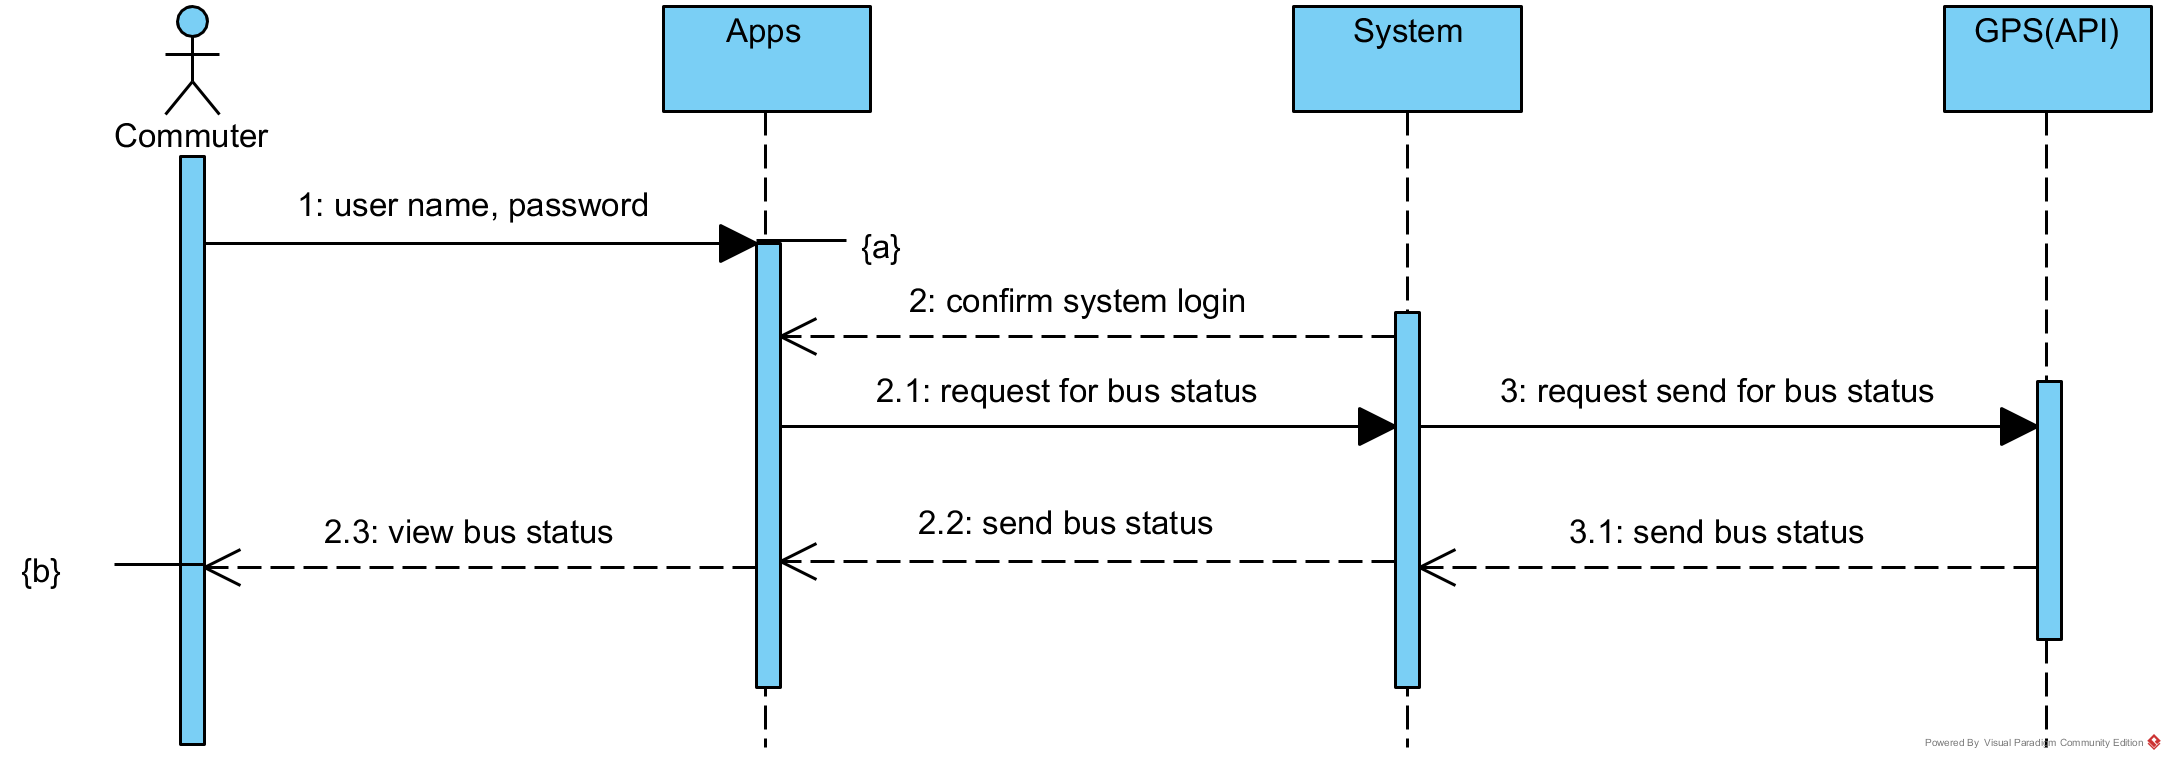 Commuter
Apps
System
GPS(API)
1: user name, password
{a}
2: confirm system login
2.1: request for bus status
3: request send for bus status
2.3: view bus status
2.2: send bus status
3.1: send bus status
{b}
Powered By Visual Paradigm Community Edition